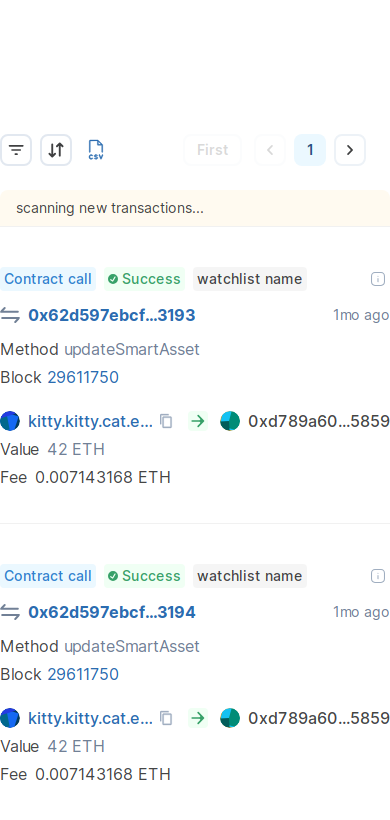 CSV
First
1
scanning new transactions...
Contract call Success watchlist name
0x62d597ebcf...3193 1mo ago
Method updateSmartAsset
Block 29611750
kitty.kitty.cat.e... 0xd789a60...5859
Value 42 ETH
Fee 0.007143168 ETH
Contract call Success watchlist name
0x62d597ebcf...3194 1mo ago
Method updateSmartAsset
Block 29611750
kitty.kitty.cat.e... 0xd789a60...5859
Value 42 ETH
Fee 0.007143168 ETH